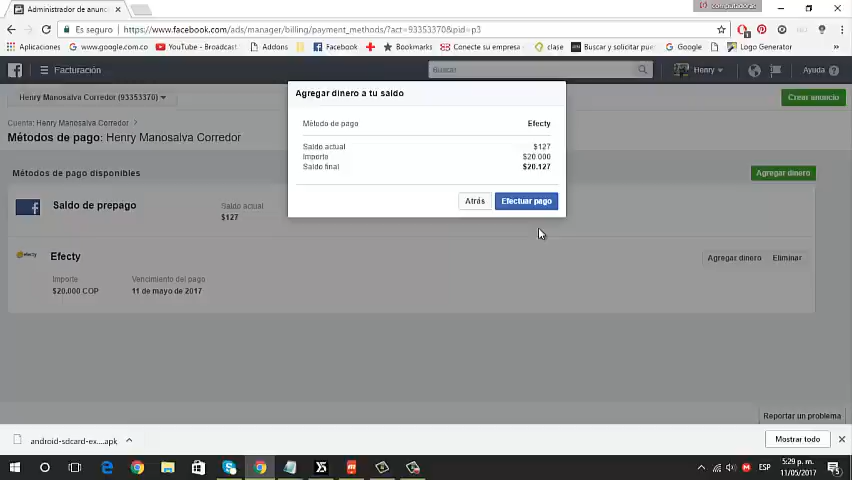 computadoras
Administrador de anunc
Es seguro
https://www.facebook.com/ads/manager/billing/payment_methods/?act=93353370&pid=p3
Aplicaciones
www.google.com.co
YouTube - Broadcast
Addons
Facebook
Bookmarks
Conecte su empresa
clase
Buscar y solicitar pue
Google
Logo Generator
Facturación
Buscar
Henry
Ayuda
Henry Manosalva Corredor (93353370)
Crear anuncio
Cuenta: Henry Manosalva Corredor
Métodos de pago: Henry Manosalva Corredor
Métodos de pago disponibles
Agregar dinero
Saldo de prepago
Saldo actual
$127
efecty
Efecty
Agregar dinero
Eliminar
Importe
Vencimiento del pago
$20.000 COP
11 de mayo de 2017
Agregar dinero a tu saldo
Método de pago
Efecty
Saldo actual
$127
Importe
$20.000
Saldo final
$20.127
Atrás
Efectuar pago
Reportar un problema
android-sdcard-ex....apk
Mostrar todo
ESP
5:29 p. m.
11/05/2017